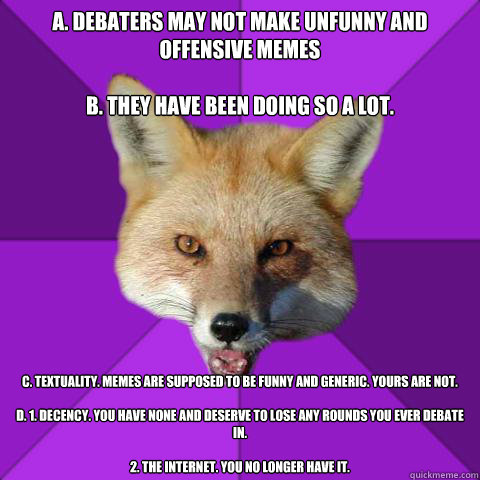 A. DEBATERS MAY NOT MAKE UNFUNNY AND
OFFENSIVE MEMES
B. THEY HAVE BEEN DOING SO A LOT.
C. TEXTUALITY. MEMES ARE SUPPOSED TO BE FUNNY AND GENERIC. YOURS ARE NOT.
D. 1. DECENCY. YOU HAVE NONE AND DESERVE TO LOSE ANY ROUNDS YOU EVER DEBATE
IN.
2. THE INTERNET. YOU NO LONGER HAVE IT.
quickmeme.com